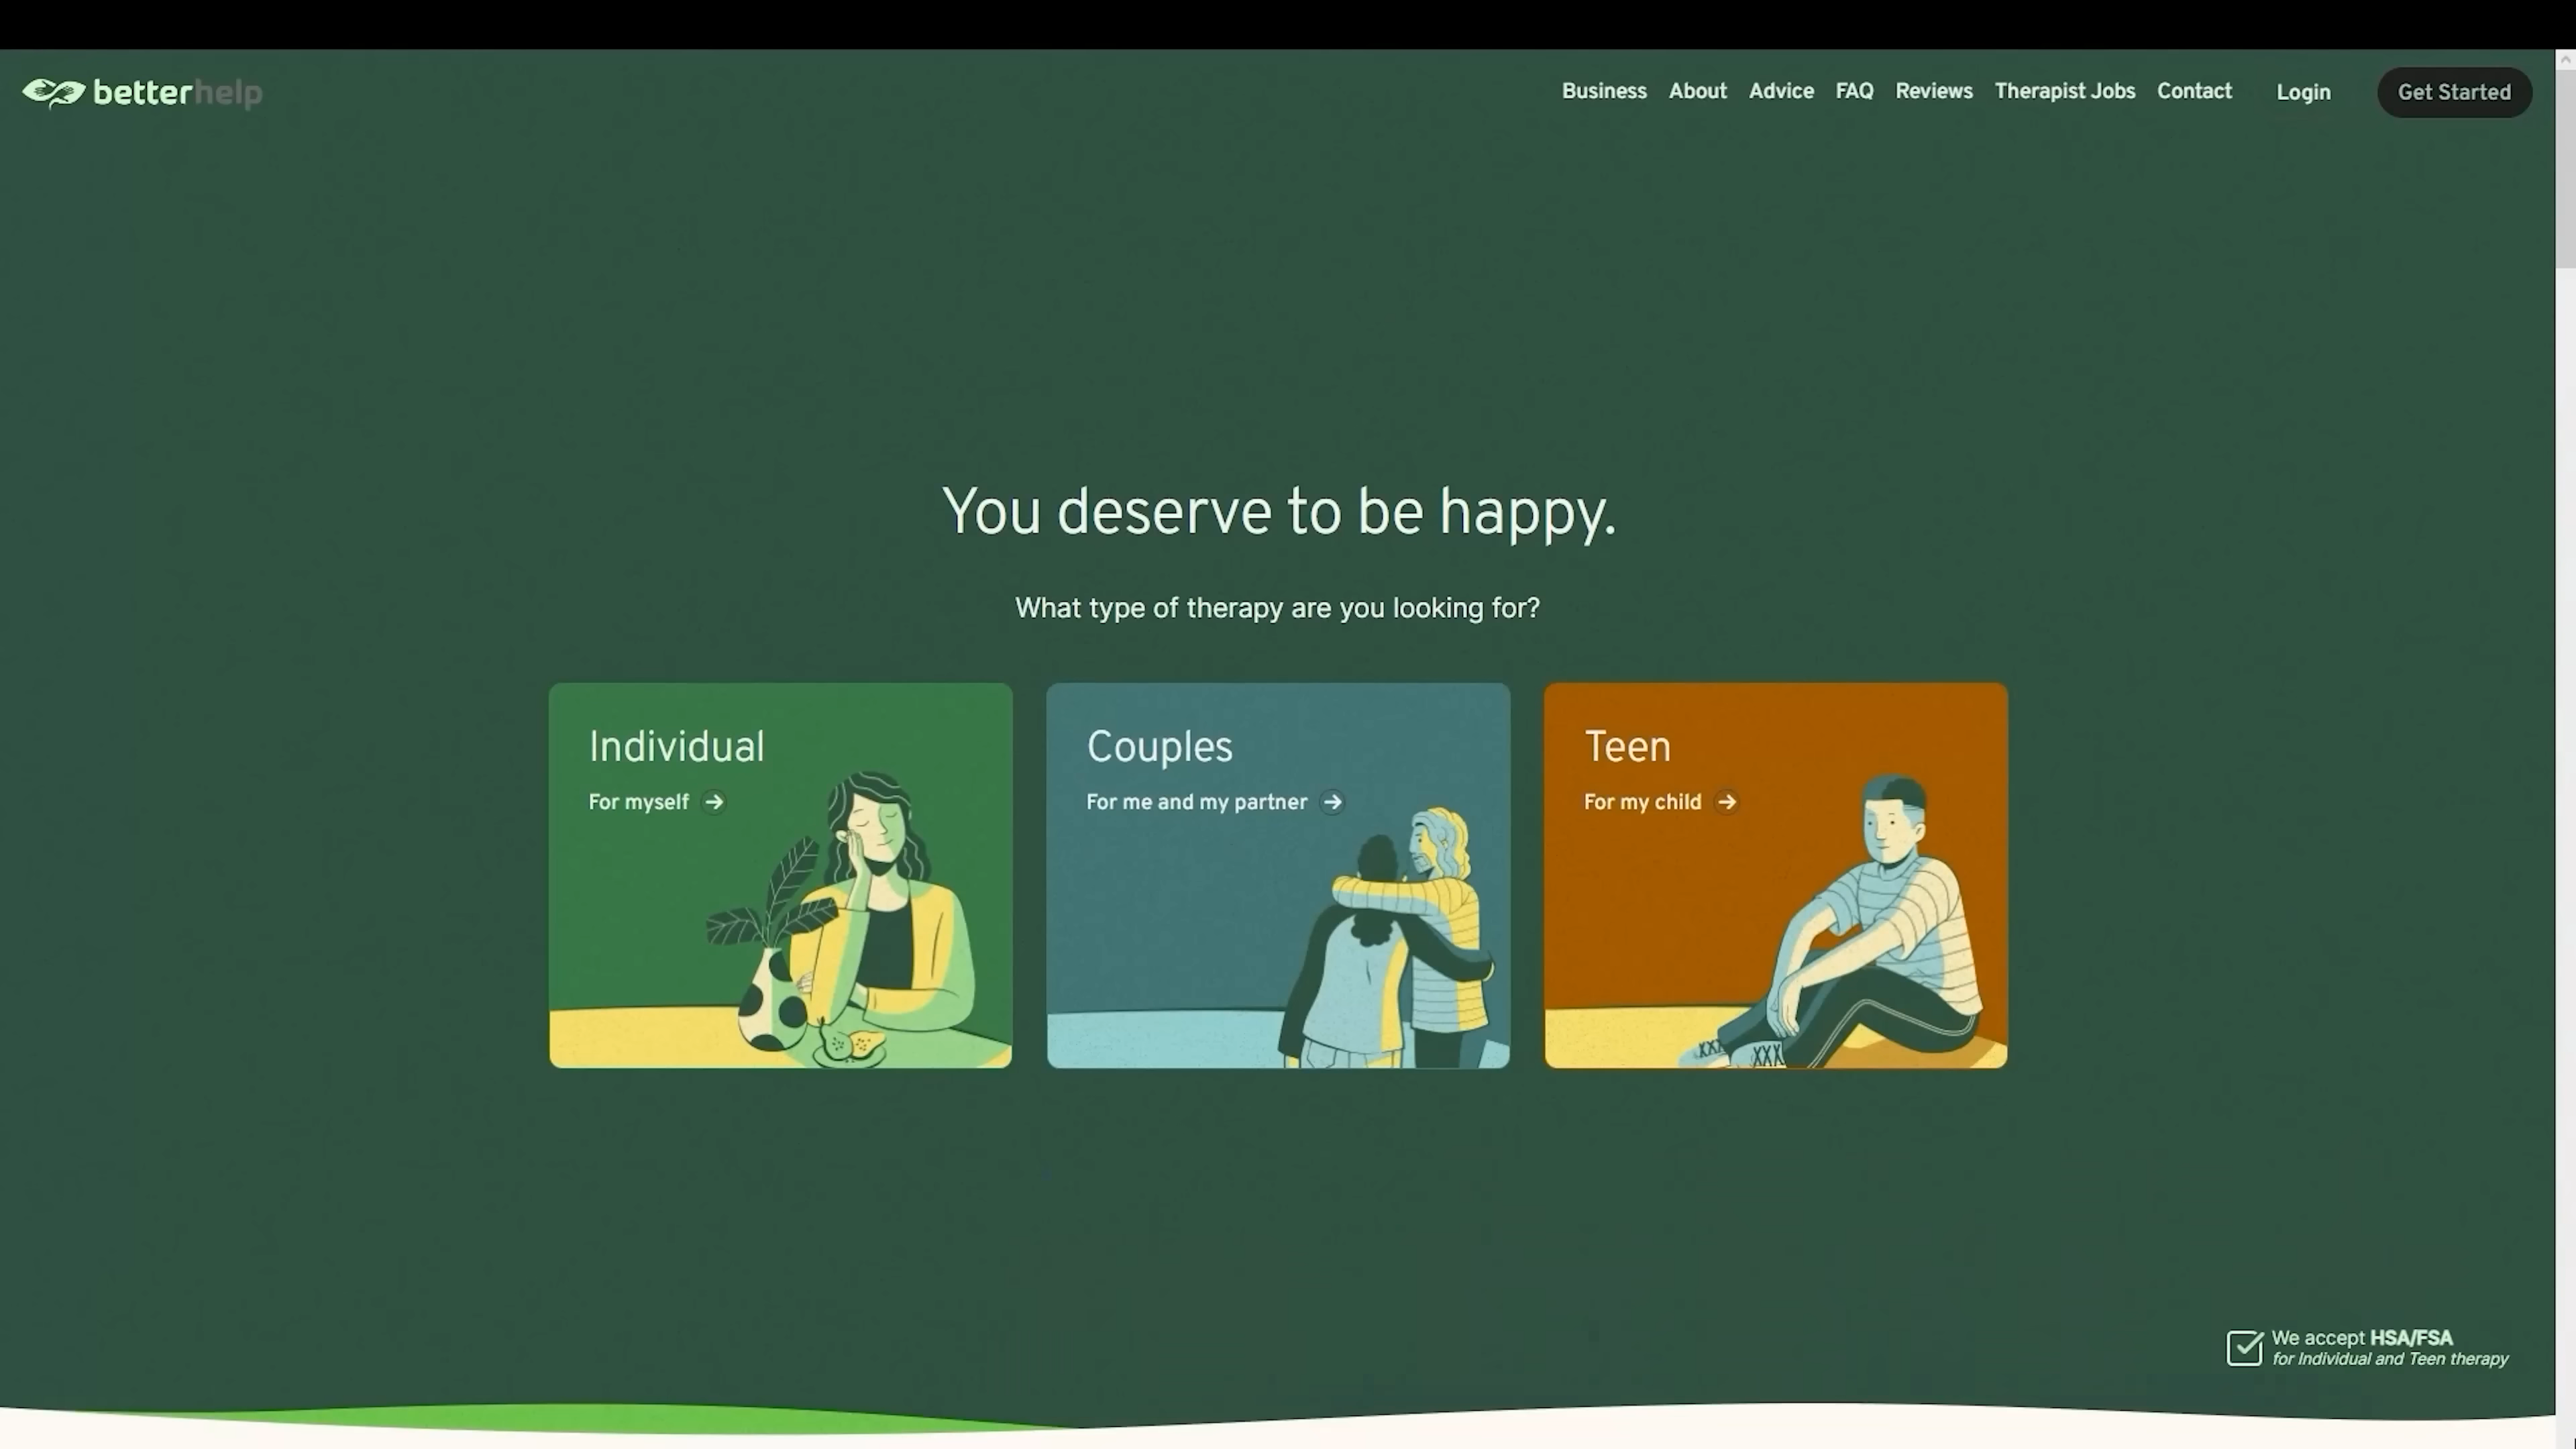 betterhelp
Business About Advice FAQ Reviews Therapist Jobs Contact Login Get Started
You deserve to be happy.
What type of therapy are you looking for?
Individual
For myself
Couples
For me and my partner
Teen
For my child
We accept HSA/FSA
for Individual and Teen therapy